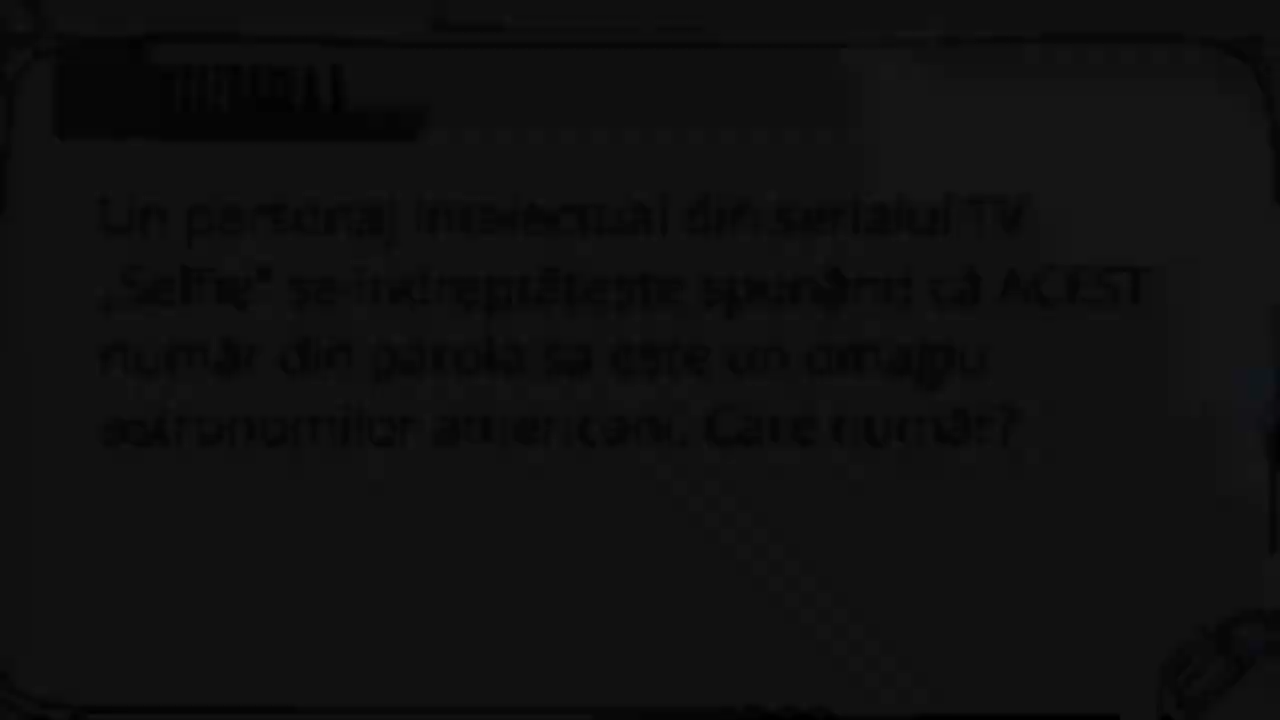 Un personaj intelectual din serialul TV
„Selfie” se îndreptățește spunând că ACEST
număr din parola sa este un omagiu
astronomilor americani. Care număr?